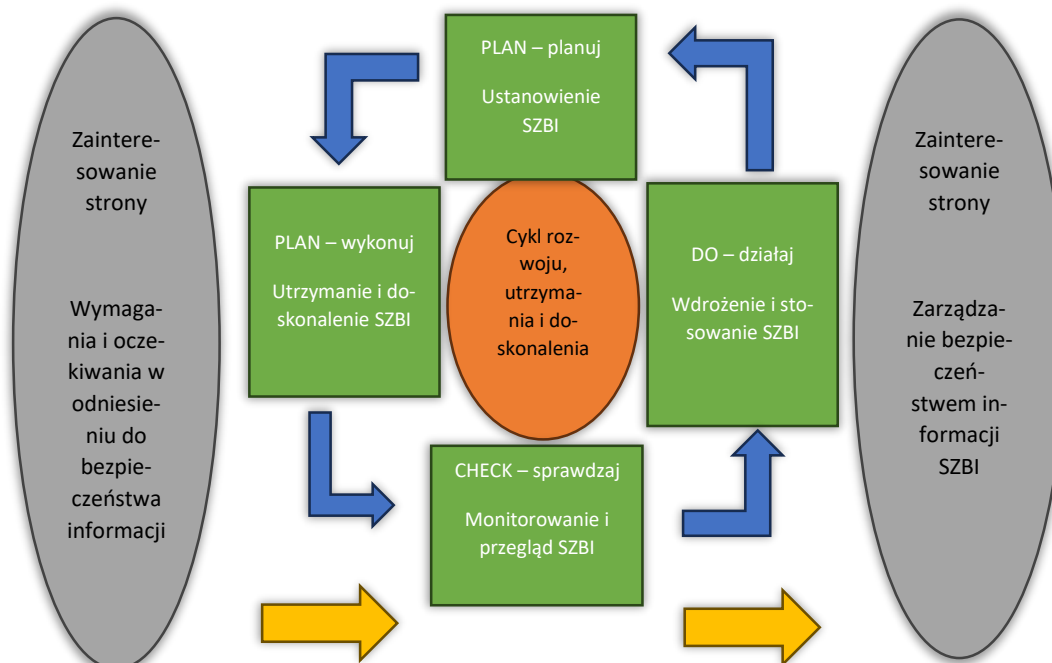 Zaintere-
sowanie
strony
Wymaga-
nia i ocze-
kiwania w
odniesie-
niu do
bezpie-
czeństwa
informacji
PLAN – planuj
Ustanowienie
SZBI
PLAN – wykonuj
Utrzymanie i do-
skonalenie SZBI
Cykl roz-
woju,
utrzyma-
nia i do-
skonalenia
DO – działaj
Wdrożenie i sto-
sowanie SZBI
CHECK – sprawdzaj
Monitorowanie i
przegląd SZBI
Zaintere-
sowanie
strony
Zarządza-
nie bezpie-
czeń-
stwem in-
formacji
SZBI